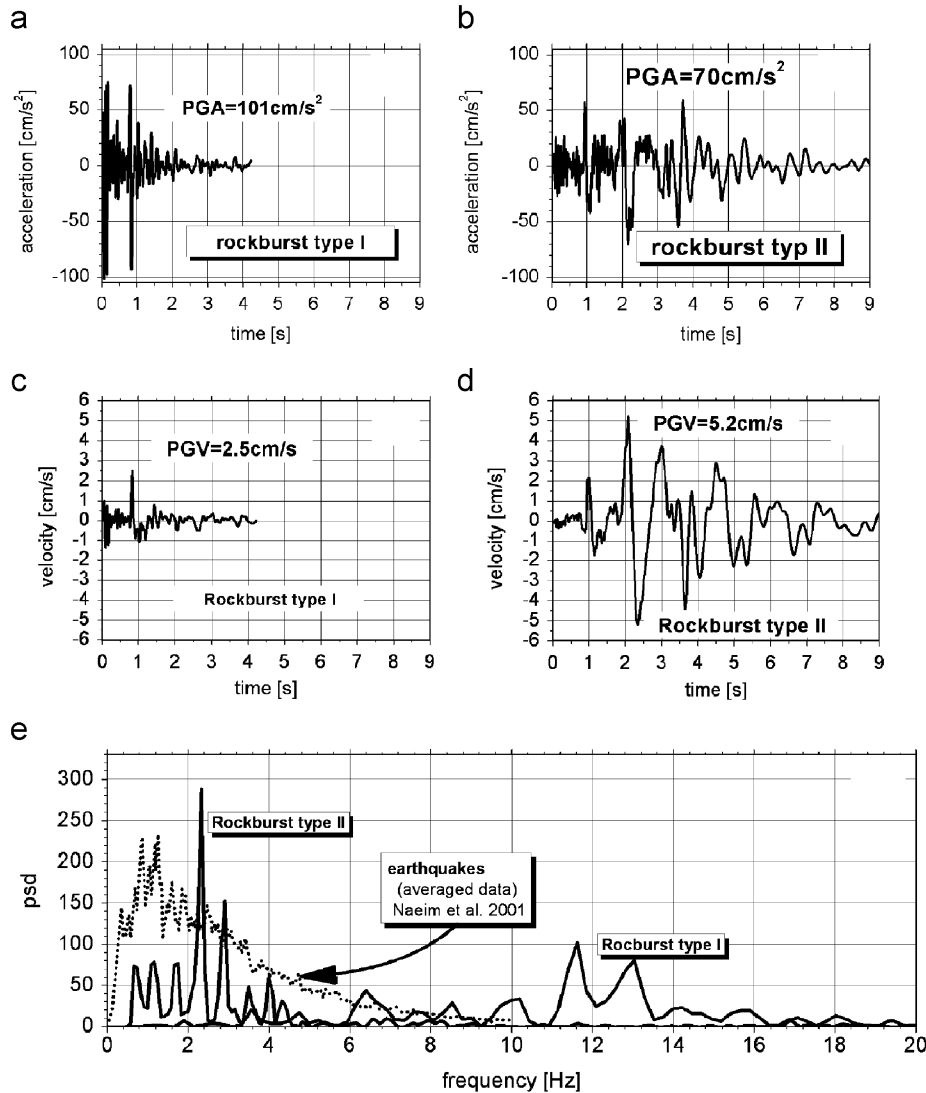 a
100
50
0
-50
-100
acceleration [cm/s²]
PGA=101cm/s²
rockburst type I
0 1 2 3 4 5 6 7 8 9
time [s]
b
100
50
0
-50
-100
acceleration [cm/s²]
PGA=70cm/s²
rockburst typ II
0 1 2 3 4 5 6 7 8 9
time [s]
c
6
5
4
3
2
1
0
-1
-2
-3
-4
-5
-6
velocity [cm/s]
PGV=2.5cm/s
Rockburst type I
0 1 2 3 4 5 6 7 8 9
time [s]
d
6
5
4
3
2
1
0
-1
-2
-3
-4
-5
-6
velocity [cm/s]
PGV=5.2cm/s
Rockburst type II
0 1 2 3 4 5 6 7 8 9
time [s]
e
300
250
200
150
100
50
0
psd
Rockburst type II
earthquakes
(averaged data)
Naeim et al. 2001
Rocburst type I
0 2 4 6 8 10 12 14 16 18 20
frequency [Hz]